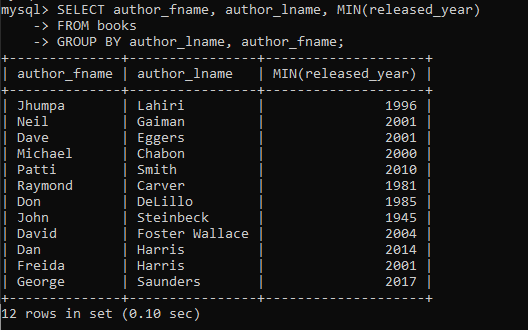 mysql> SELECT author_fname, author_lname, MIN(released_year)
    -> FROM books
    -> GROUP BY author_lname, author_fname;
+--------------+----------------+--------------------+
| author_fname | author_lname   | MIN(released_year) |
+--------------+----------------+--------------------+
| Jhumpa       | Lahiri         |               1996 |
| Neil         | Gaiman         |               2001 |
| Dave         | Eggers         |               2001 |
| Michael      | Chabon         |               2000 |
| Patti        | Smith          |               2010 |
| Raymond      | Carver         |               1981 |
| Don          | DeLillo        |               1985 |
| John         | Steinbeck      |               1945 |
| David        | Foster Wallace |               2004 |
| Dan          | Harris         |               2014 |
| Freida       | Harris         |               2001 |
| George       | Saunders       |               2017 |
+--------------+----------------+--------------------+
12 rows in set (0.10 sec)